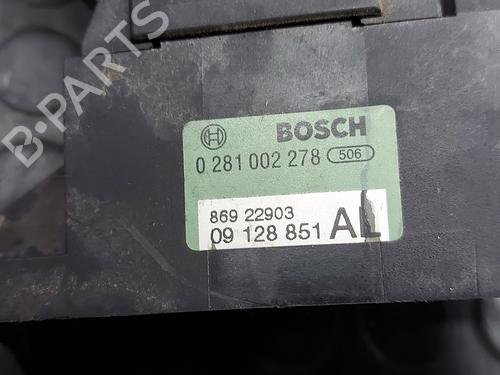 B-PARTS
BOSCH
0 281 002 278 506
869 22903
09 128 851 AL